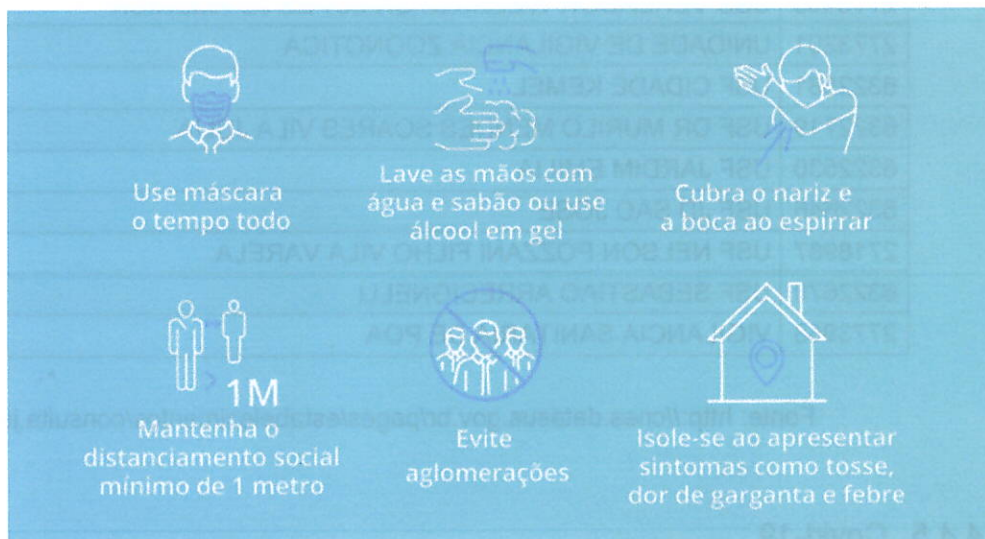 Use máscara
o tempo todo
Lave as mãos com
água e sabão ou use
álcool em gel
Cubra o nariz e
a boca ao espirrar
1M
Mantenha o
distanciamento social
mínimo de 1 metro
Evite
aglomerações
Isole-se ao apresentar
sintomas como tosse,
dor de garganta e febre